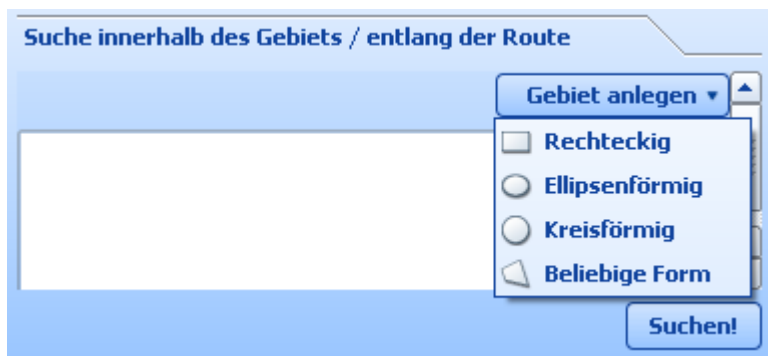 Suche innerhalb des Gebiets / entlang der Route
Gebiet anlegen
Rechteckig
Ellipsenförmig
Kreisförmig
Beliebige Form
Suchen!